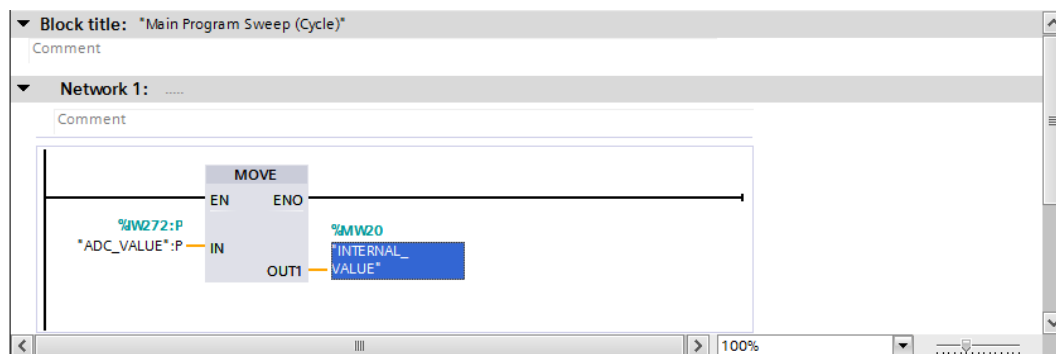 Block title: "Main Program Sweep (Cycle)"
Comment
Network 1: .....
Comment
MOVE
EN ENO
%IW272:P
"ADC_VALUE":P
IN
%MW20
"INTERNAL_
VALUE"
OUT1
100%